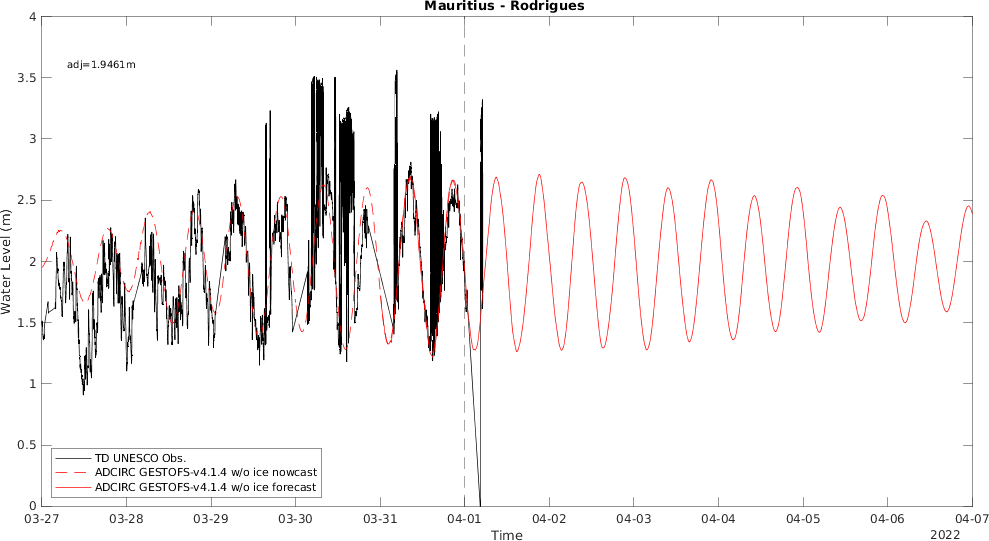 Mauritius - Rodrigues
4
adj=1.9461m
3.5
3
2.5
2
1.5
1
0.5
0
Water Level (m)
TD UNESCO Obs.
ADCIRC GESTOFS-v4.1.4 w/o ice nowcast
ADCIRC GESTOFS-v4.1.4 w/o ice forecast
03-27 03-28 03-29 03-30 03-31 04-01 04-02 04-03 04-04 04-05 04-06 04-07
Time
2022